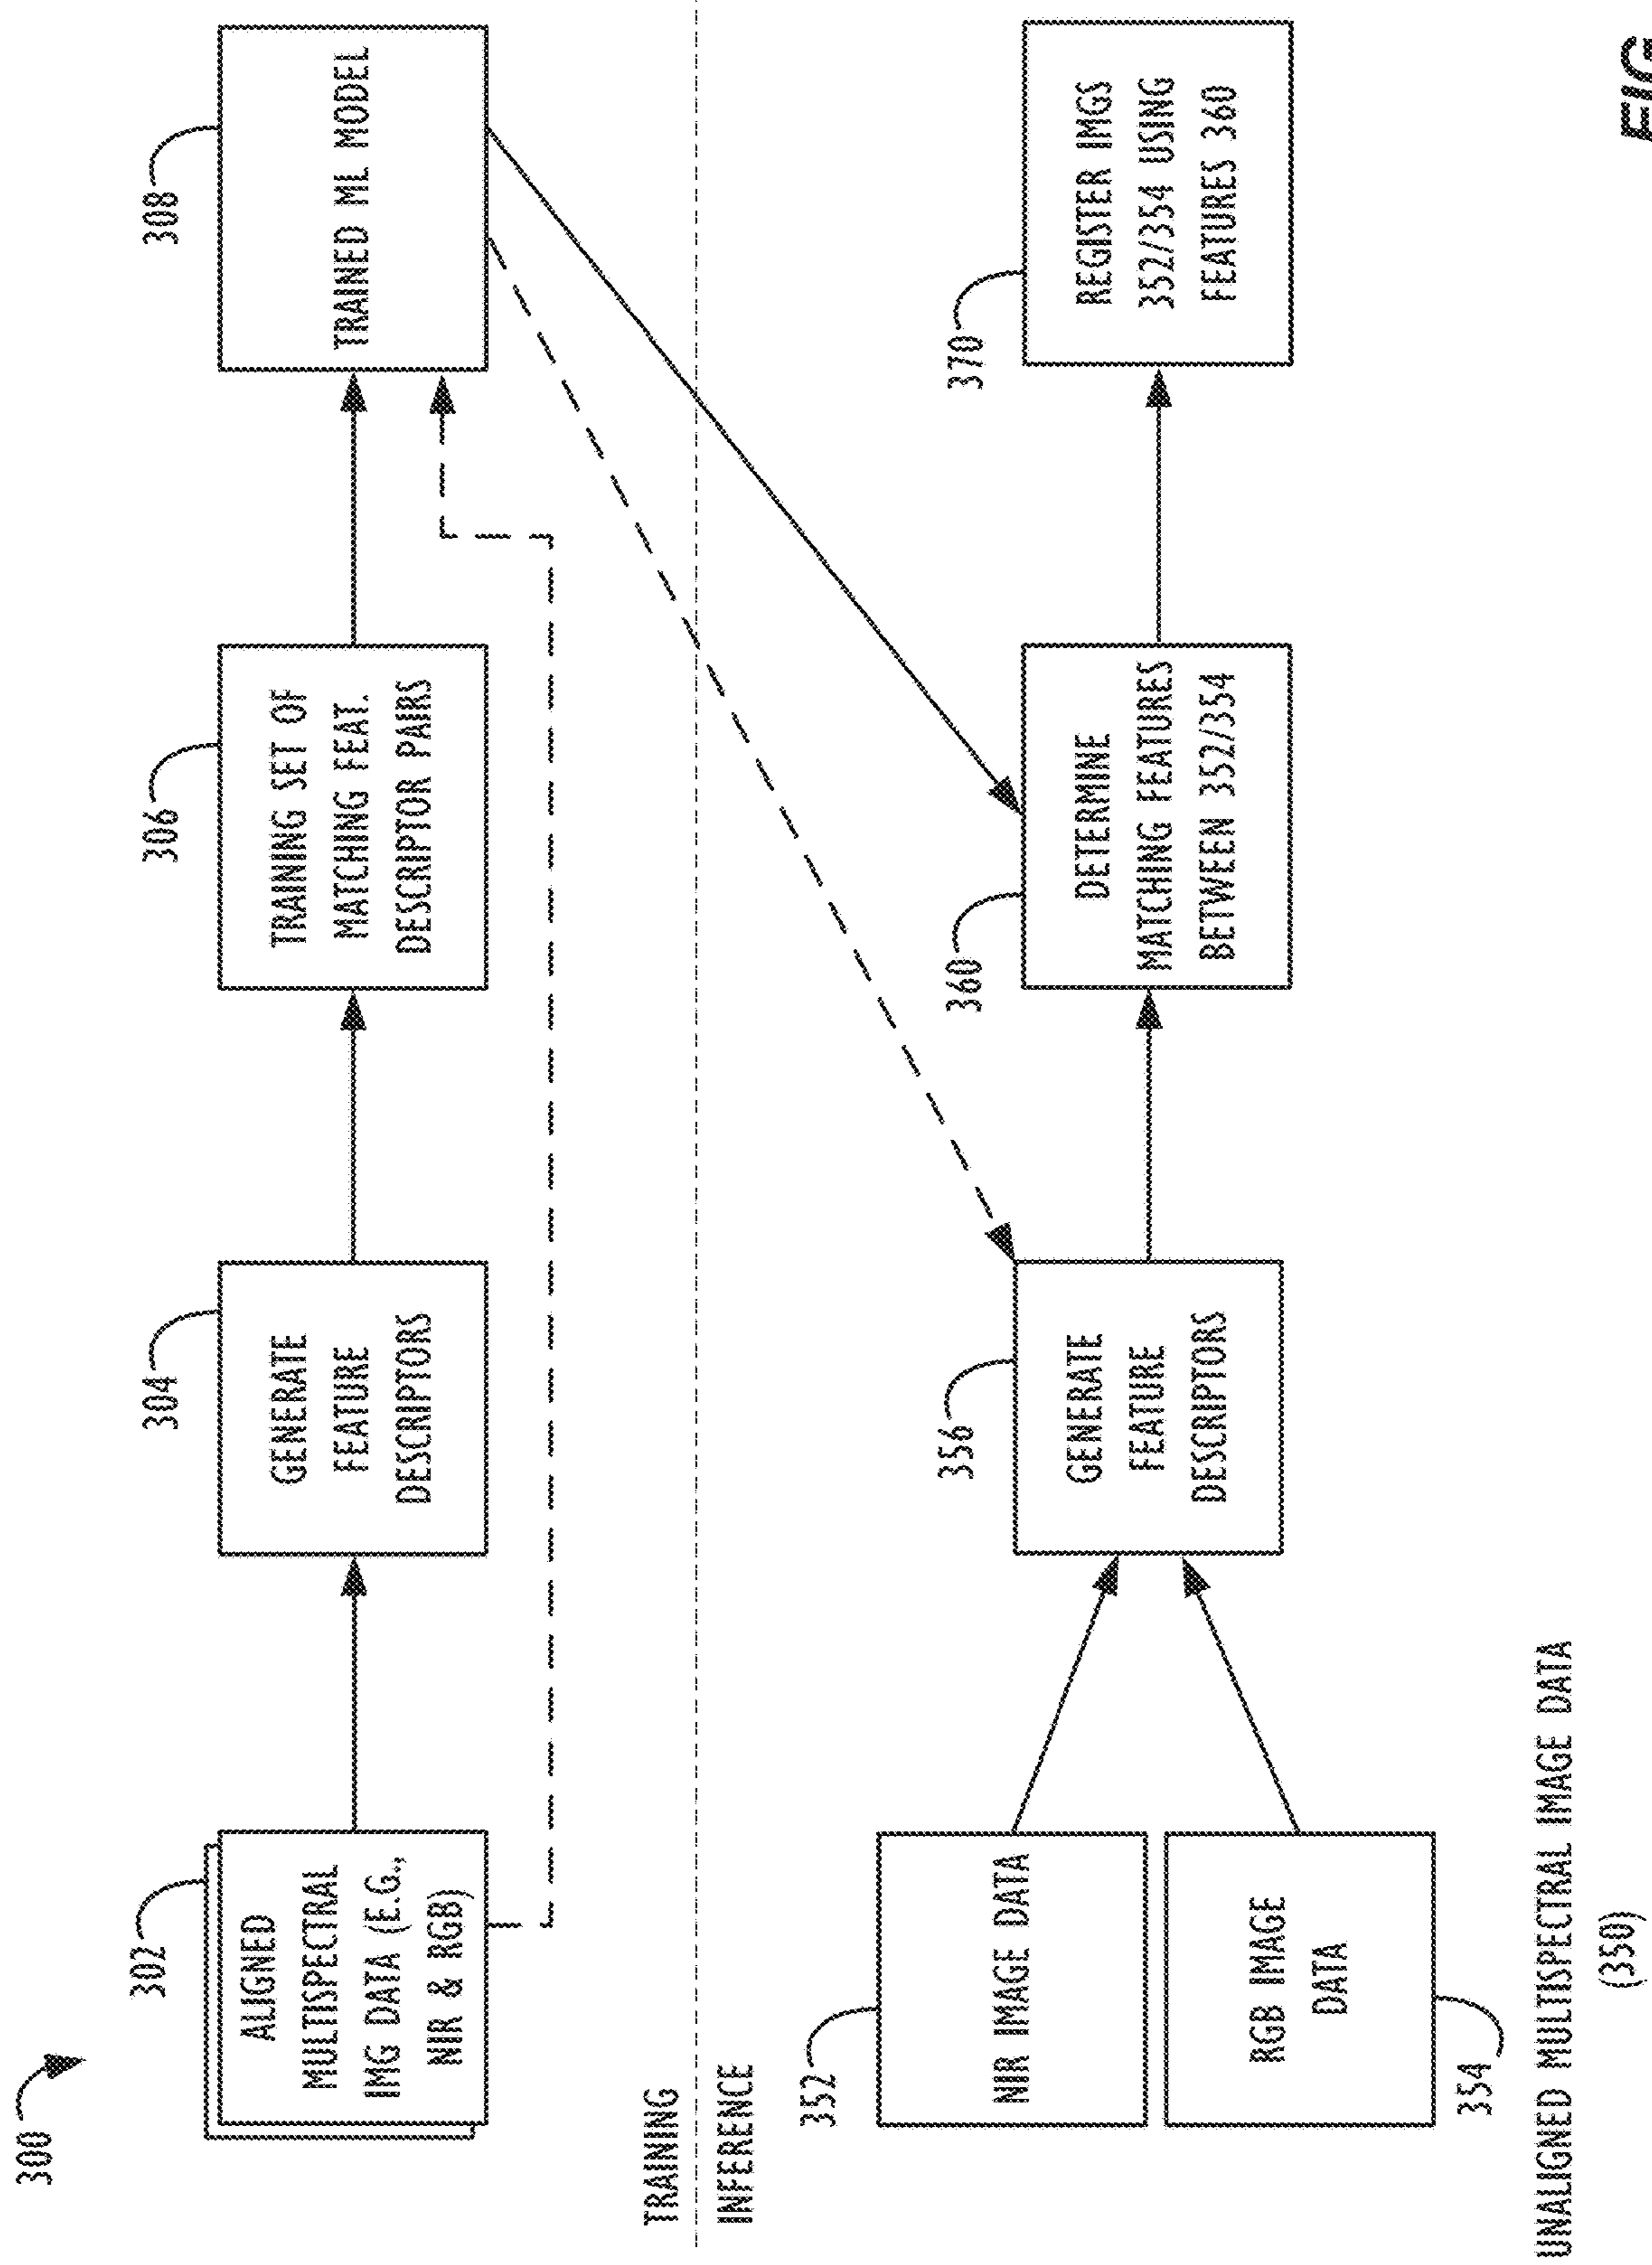 300
302
ALIGNED
MULTISPECTRAL
IMG DATA (E.G.,
NIR & RGB)
304
GENERATE
FEATURE
DESCRIPTORS
306
TRAINING SET OF
MATCHING FEAT.
DESCRIPTOR PAIRS
308
TRAINED ML MODEL
TRAINING
INFERENCE
352
NIR IMAGE DATA
RGB IMAGE
DATA
354
356
GENERATE
FEATURE
DESCRIPTORS
360
DETERMINE
MATCHING FEATURES
BETWEEN 352/354
370
REGISTER IMGS
352/354 USING
FEATURES 360
UNALIGNED MULTISPECTRAL IMAGE DATA
(350)
FIG